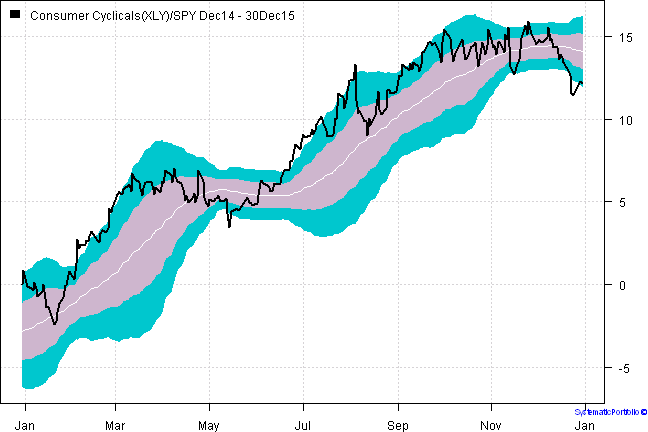 Consumer Cyclicals(XLY)/SPY Dec14 - 30Dec15
15
10
5
0
-5
Jan Mar May Jul Sep Nov Jan
SystematicPortfolio ©